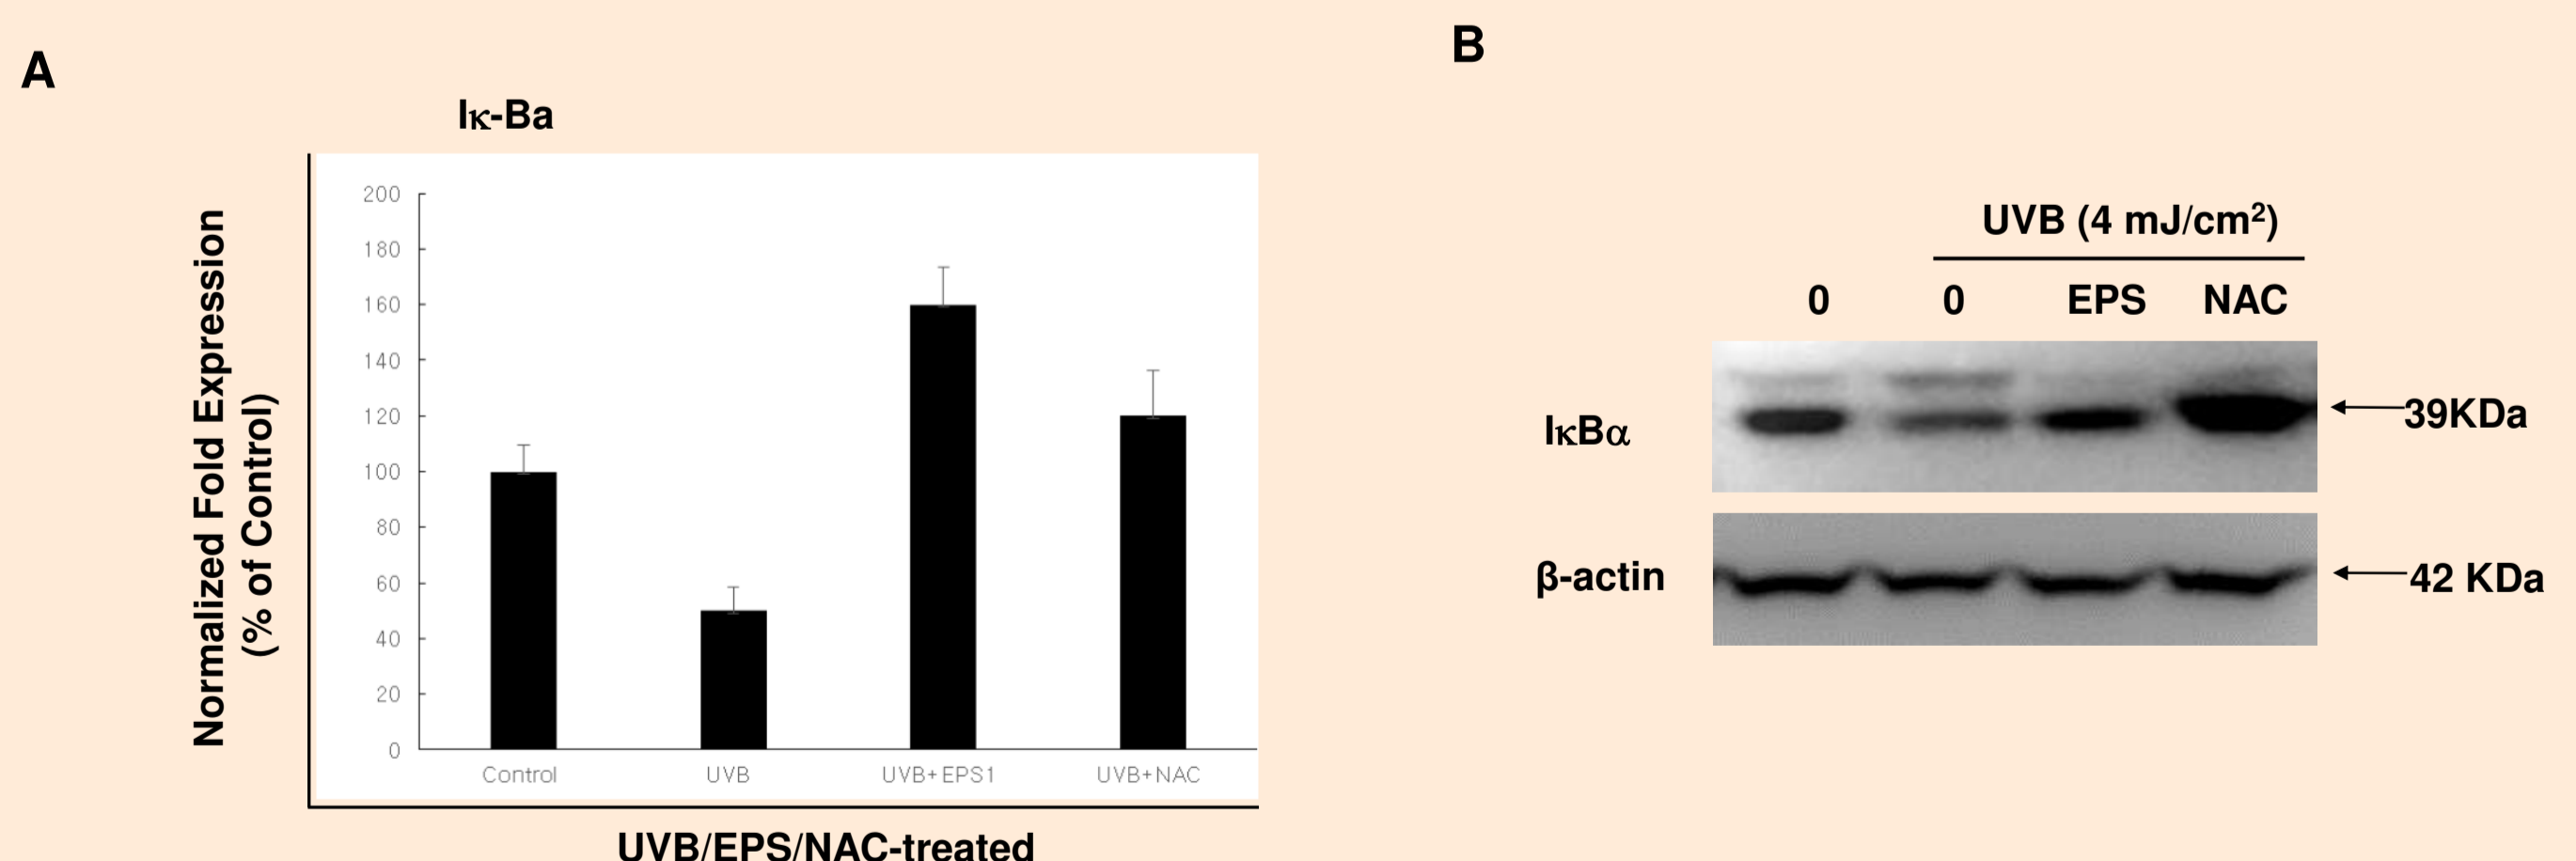 A
Iκ-Ba
Normalized Fold Expression
(% of Control)
200
180
160
140
120
100
80
60
40
20
0
Control UVB UVB+EPS1 UVB+NAC
UVB/EPS/NAC-treated
B
UVB (4 mJ/cm²)
0 0 EPS NAC
IκBα
39KDa
β-actin
42 KDa